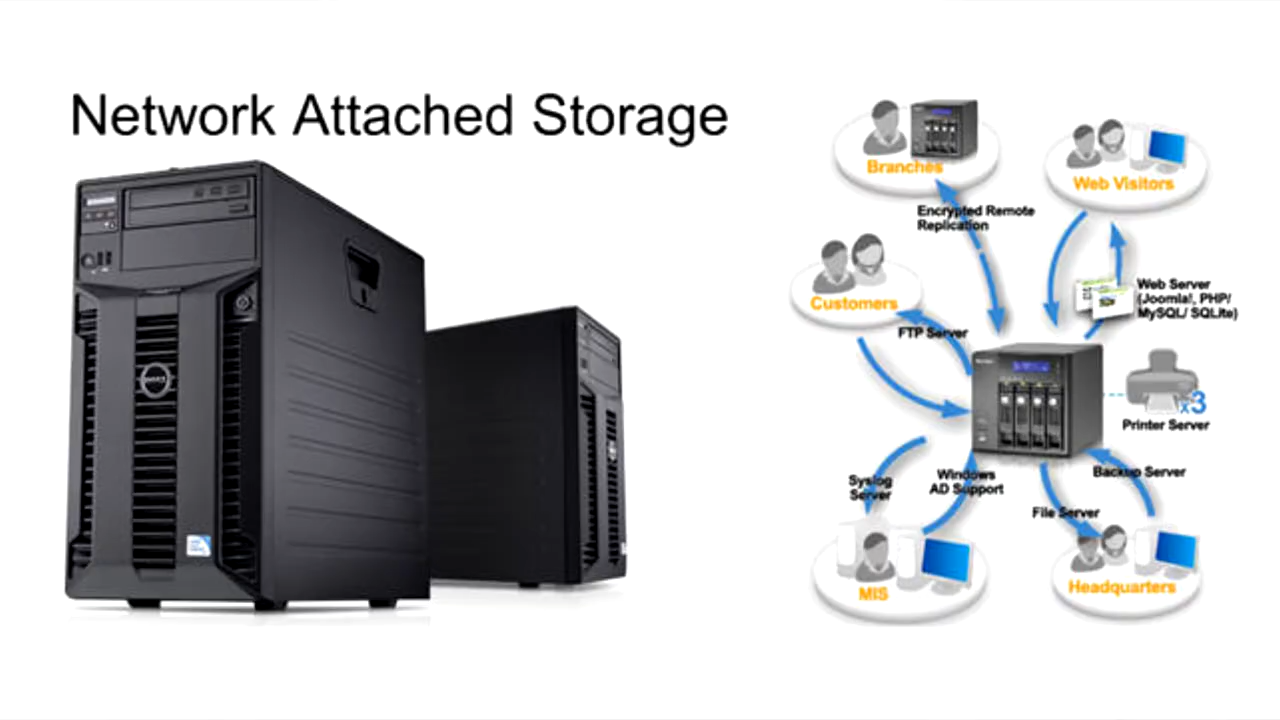 Network Attached Storage
Branches
Web Visitors
Encrypted Remote
Replication
Customers
FTP Server
Web Server
(Joomla!, PHP/
MySQL/ SQLite)
x3
Printer Server
Syslog
Server
Windows
AD Support
Backup Server
File Server
MIS
Headquarters
DELL